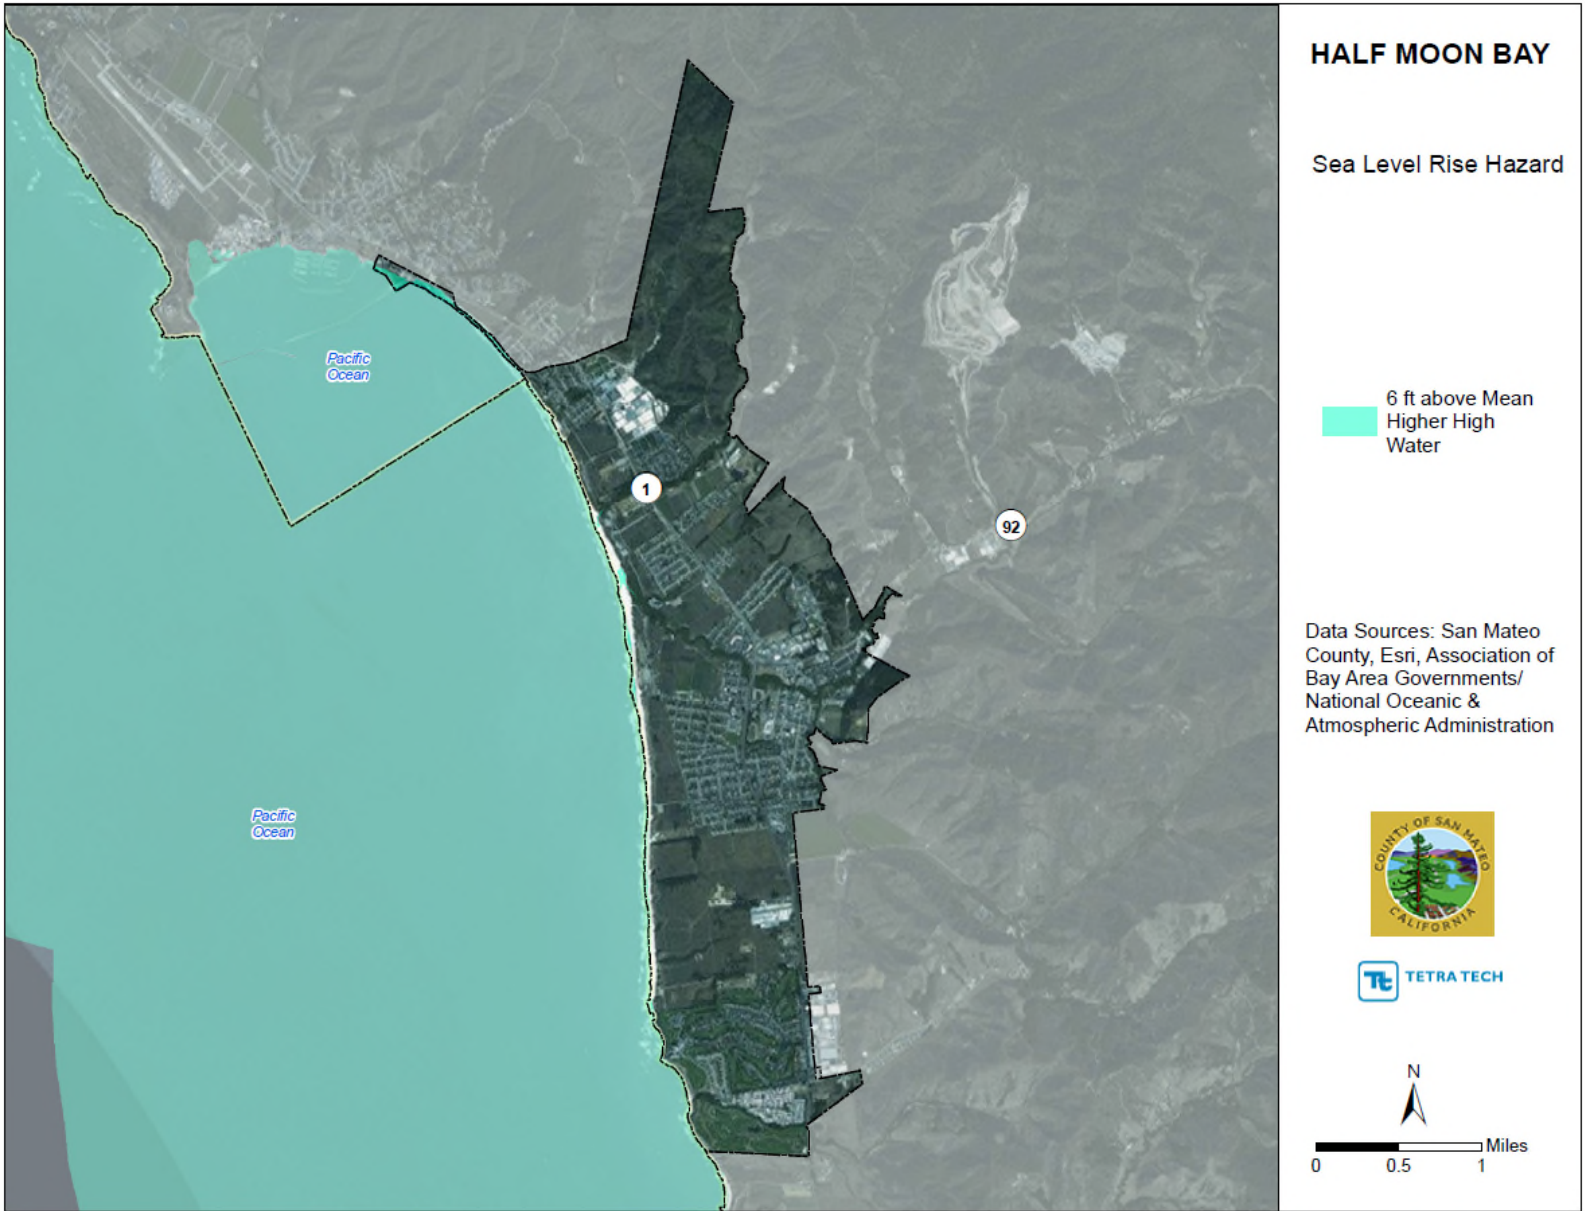 HALF MOON BAY
Sea Level Rise Hazard
6 ft above Mean
Higher High
Water
Data Sources: San Mateo
County, Esri, Association of
Bay Area Governments/
National Oceanic &
Atmospheric Administration
COUNTY OF SAN MATEO
CALIFORNIA
Tt TETRA TECH
N
Miles
0 0.5 1
Pacific
Ocean
1
92
Pacific
Ocean